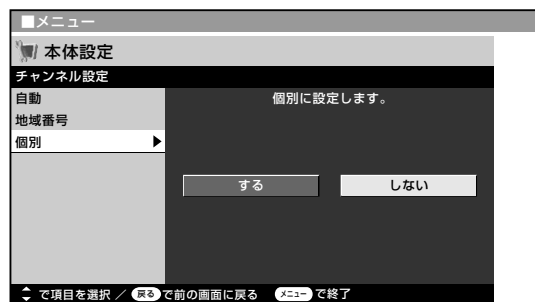 ■メニュー
本体設定
チャンネル設定
自動
個別に設定します。
地域番号
個別
する
しない
で項目を選択 / 戻る で前の画面に戻る メニュー で終了